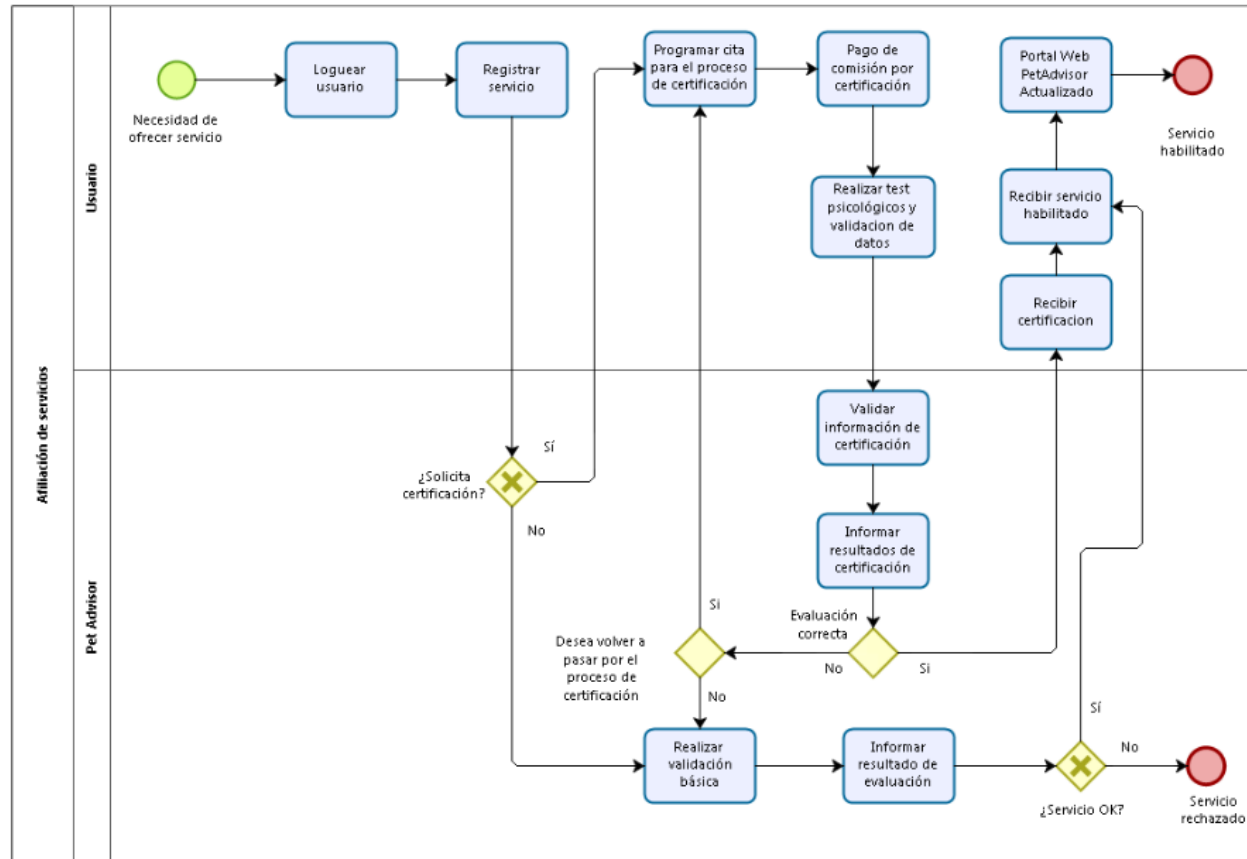 Afiliación de servicios
Usuario
Necesidad de
ofrecer servicio
Loguear
usuario
Registrar
servicio
Programar cita
para el proceso
de certificación
Pago de
comisión por
certificación
Portal Web
PetAdvisor
Actualizado
Servicio
habilitado
Realizar test
psicológicos y
validacion de
datos
Recibir servicio
habilitado
Recibir
certificacion
Pet Advisor
¿Solicita
certificación?
Sí
No
Validar
información de
certificación
Informar
resultados de
certificación
Evaluación
correcta
No
Si
Desea volver a
pasar por el
proceso de
certificación
Si
No
Realizar
validación
básica
Informar
resultado de
evaluación
¿Servicio OK?
Sí
No
Servicio
rechazado